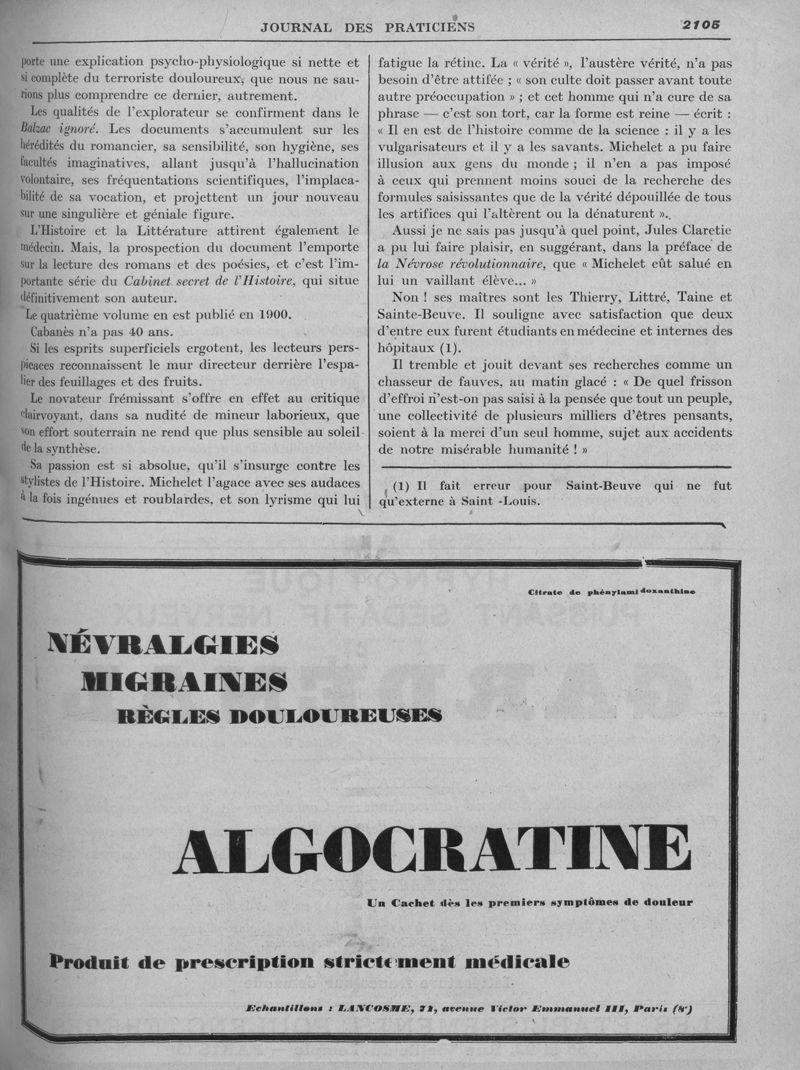 JOURNAL DES PRATICIENS
2105
porte une explication psycho-physiologique si nette et
si complète du terroriste douloureux, que nous ne sau-
rions plus comprendre ce dernier, autrement.
Les qualités de l'explorateur se confirment dans le
Balzac ignoré. Les documents s'accumulent sur les
hérédités du romancier, sa sensibilité, son hygiène, ses
facultés imaginatives, allant jusqu'à l'hallucination
volontaire, ses fréquentations scientifiques, l'implaca-
bilité de sa vocation, et projettent un jour nouveau
sur une singulière et géniale figure.
L'Histoire et la Littérature attirent également le
médecin. Mais, la prospection du document l'emporte
sur la lecture des romans et des poésies, et c'est l'im-
portante série du Cabinet secret de l'Histoire, qui situe
définitivement son auteur.
Le quatrième volume en est publié en 1900.
Cabanès n'a pas 40 ans.
Si les esprits superficiels ergotent, les lecteurs pers-
picaces reconnaissent le mur directeur derrière l'espa-
lier des feuillages et des fruits.
Le novateur frémissant s'offre en effet au critique
clairvoyant, dans sa nudité de mineur laborieux, que
son effort souterrain ne rend que plus sensible au soleil
de la synthèse.
Sa passion est si absolue, qu'il s'insurge contre les
stylistes de l'Histoire. Michelet l'agace avec ses audaces
à la fois ingénues et roublardes, et son lyrisme qui lui
fatigue la rétine. La « vérité », l'austère vérité, n'a pas
besoin d'être attifée ; « son culte doit passer avant toute
autre préoccupation » ; et cet homme qui n'a cure de sa
phrase — c'est son tort, car la forme est reine — écrit :
« Il en est de l'histoire comme de la science : il y a les
vulgarisateurs et il y a les savants. Michelet a pu faire
illusion aux gens du monde ; il n'en a pas imposé
à ceux qui prennent moins souci de la recherche des
formules saisissantes que de la vérité dépouillée de tous
les artifices qui l'altèrent ou la dénaturent ».
Aussi je ne sais pas jusqu'à quel point, Jules Claretie
a pu lui faire plaisir, en suggérant, dans la préface de
la Névrose révolutionnaire, que « Michelet eût salué en
lui un vaillant élève... »
Non ! ses maîtres sont les Thierry, Littré, Taine et
Sainte-Beuve. Il souligne avec satisfaction que deux
d'entre eux furent étudiants en médecine et internes des
hôpitaux (1).
Il tremble et jouit devant ses recherches comme un
chasseur de fauves, au matin glacé : « De quel frisson
d'effroi n'est-on pas saisi à la pensée que tout un peuple,
une collectivité de plusieurs milliers d'êtres pensants,
soient à la merci d'un seul homme, sujet aux accidents
de notre misérable humanité ! »
(1) Il fait erreur pour Saint-Beuve qui ne fut
qu'externe à Saint -Louis.
Citrate de phénylamidoxanthine
NÉVRALGIES
MIGRAINES
RÈGLES DOULOUREUSES
ALGOCRATINE
Un Cachet dès les premiers symptômes de douleur
Produit de prescription strictement médicale
Echantillons : LANCOSME, 71, avenue Victor Emmanuel III, Paris (8ᵉ)